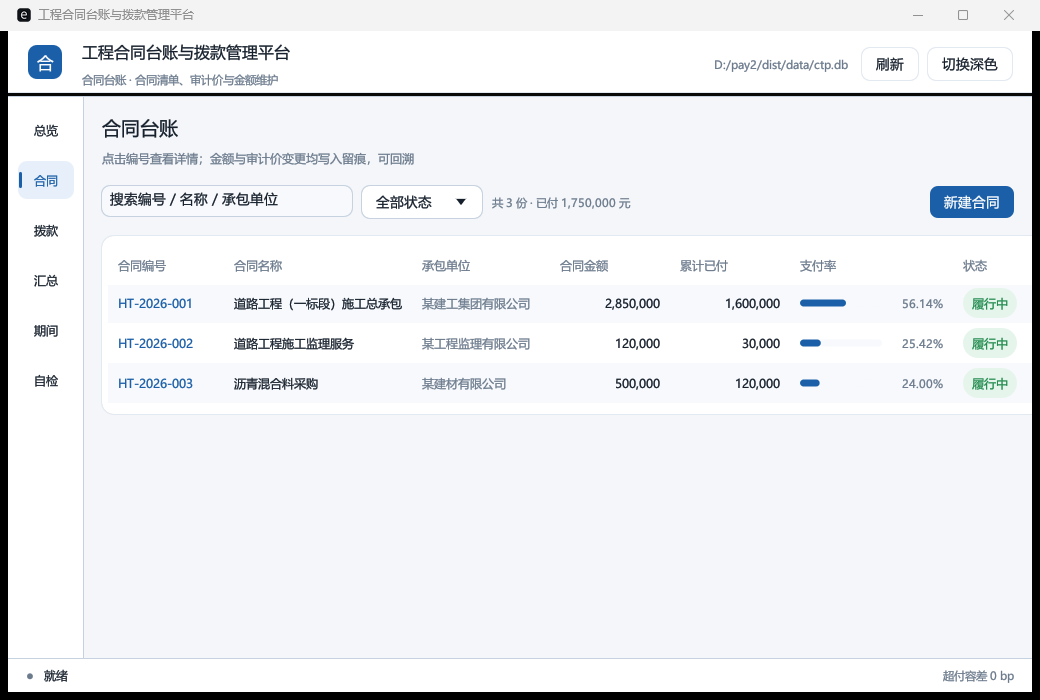 e 工程合同台账与拨款管理平台
合 工程合同台账与拨款管理平台
合同台账 · 合同清单、审计价与金额维护
D:/pay2/dist/data/ctp.db 刷新 切换深色
总览
合同
拨款
汇总
期间
自检
合同台账
点击编号查看详情；金额与审计价变更均写入留痕，可回溯
搜索编号 / 名称 / 承包单位 全部状态 ▼ 共 3 份 · 已付 1,750,000 元 新建合同
合同编号 合同名称 承包单位 合同金额 累计已付 支付率 状态
HT-2026-001 道路工程（一标段）施工总承包 某建工集团有限公司 2,850,000 1,600,000 56.14% 履行中
HT-2026-002 道路工程施工监理服务 某工程监理有限公司 120,000 30,000 25.42% 履行中
HT-2026-003 沥青混合料采购 某建材有限公司 500,000 120,000 24.00% 履行中
就绪 超付容差 0 bp